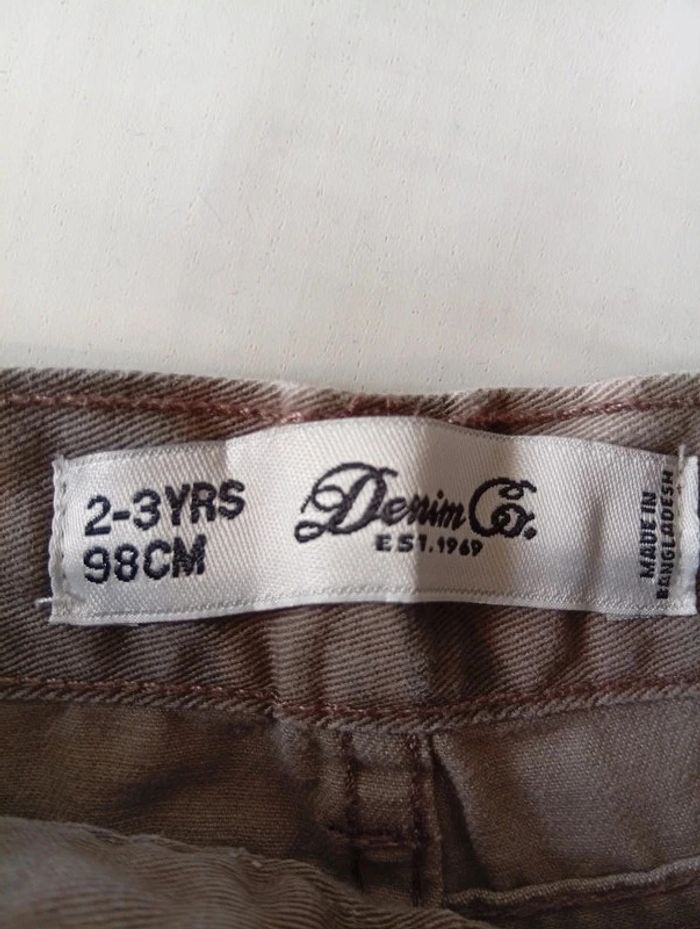 2-3YRS
98CM
Denim Co.
EST.1969
MADE IN
BANGLADESH